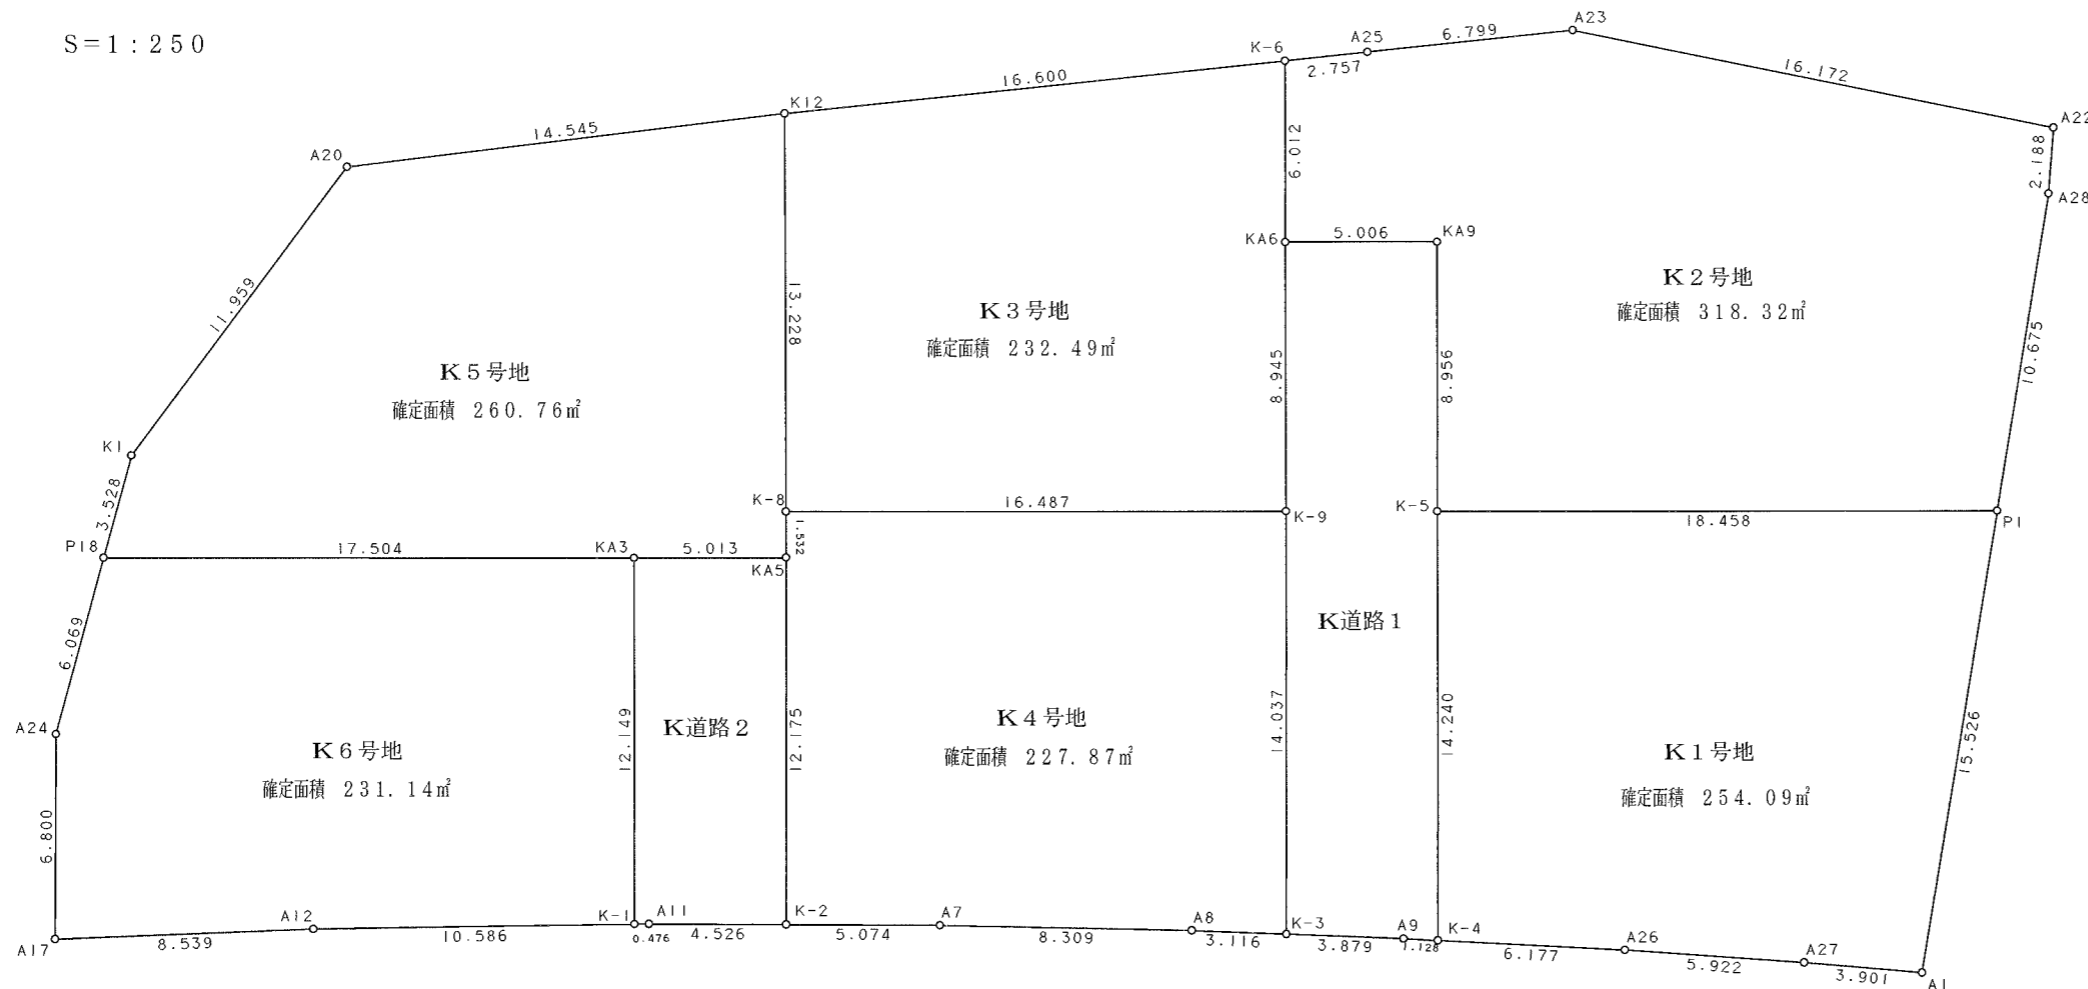 S=1:250
A23
6.799
A25
K-6
2.757
16.172
16.600
K12
A22
14.545
2.188
A20
6.012
A28
KA6
5.006
KA9
K2号地
確定面積 318.32㎡
13.228
K3号地
確定面積 232.49㎡
11.959
8.945
8.956
10.675
K5号地
確定面積 260.76㎡
K1
3.528
K-8
16.487
K-9
K-5
18.458
P1
1.532
P18
17.504
KA3
5.013
KA5
K道路1
6.069
A24
12.149
K道路2
12.175
K4号地
確定面積 227.87㎡
14.037
14.240
15.526
K6号地
確定面積 231.14㎡
K1号地
確定面積 254.09㎡
6.800
A17
8.539
A12
10.586
K-1
A11
0.476
4.526
K-2
5.074
A7
8.309
A8
3.116
K-3
3.879
A9
1.128
K-4
6.177
A26
5.922
A27
3.901
A1